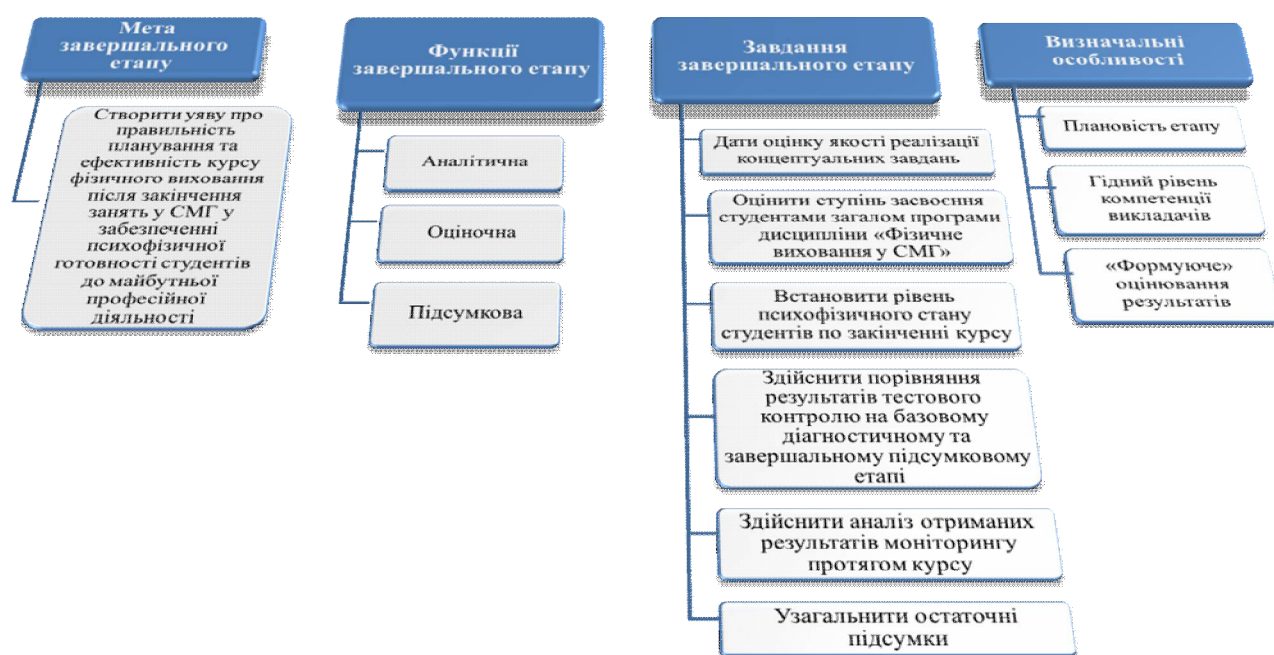 Мета
завершального
етапу
Створити уяву про
правильність
планування та
ефективність курсу
фізичного виховання
після закінчення
занять у СМГ у
забезпеченні
психофізичної
готовності студентів
до майбутньої
професійної
діяльності
Функції
завершального етапу
Аналітична
Оціночна
Підсумкова
Завдання
завершального етапу
Дати оцінку якості реалізації
концептуальних завдань
Оцінити ступінь засвоєння
студентами загалом програми
дисципліни «Фізичне
виховання у СМГ»
Встановити рівень
психофізичного стану
студентів по закінченні курсу
Здійснити порівняння
результатів тестового
контролю на базовому
діагностичному та
завершальному підсумковому
етапі
Здійснити аналіз отриманих
результатів моніторингу
протягом курсу
Узагальнити остаточні
підсумки
Визначальні
особливості
Плановість етапу
Гідний рівень
компетенції
викладачів
«Формуюче»
оцінювання
результатів